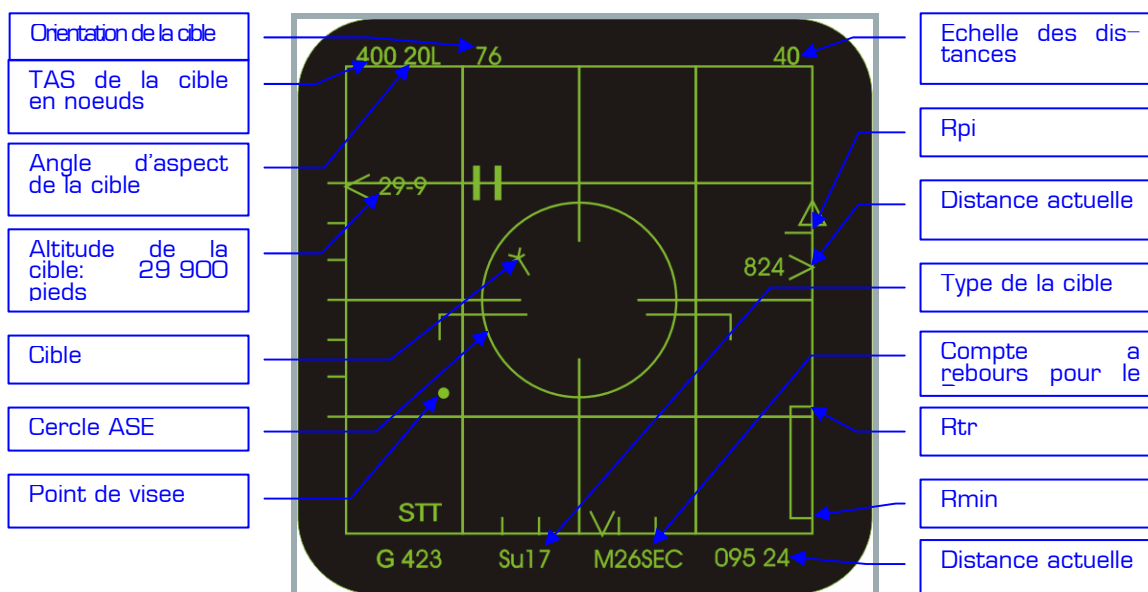 Orientation de la cible
TAS de la cible
en noeuds
Angle d'aspect
de la cible
Altitude de la
cible: 29 900
pieds
Cible
Cercle ASE
Point de visee
400 20L 76 40
29-9
824
STT
G 423 Su17 M26SEC 095 24
Echelle des dis-
tances
Rpi
Distance actuelle
Type de la cible
Compte a
rebours pour le
Rtr
Rmin
Distance actuelle